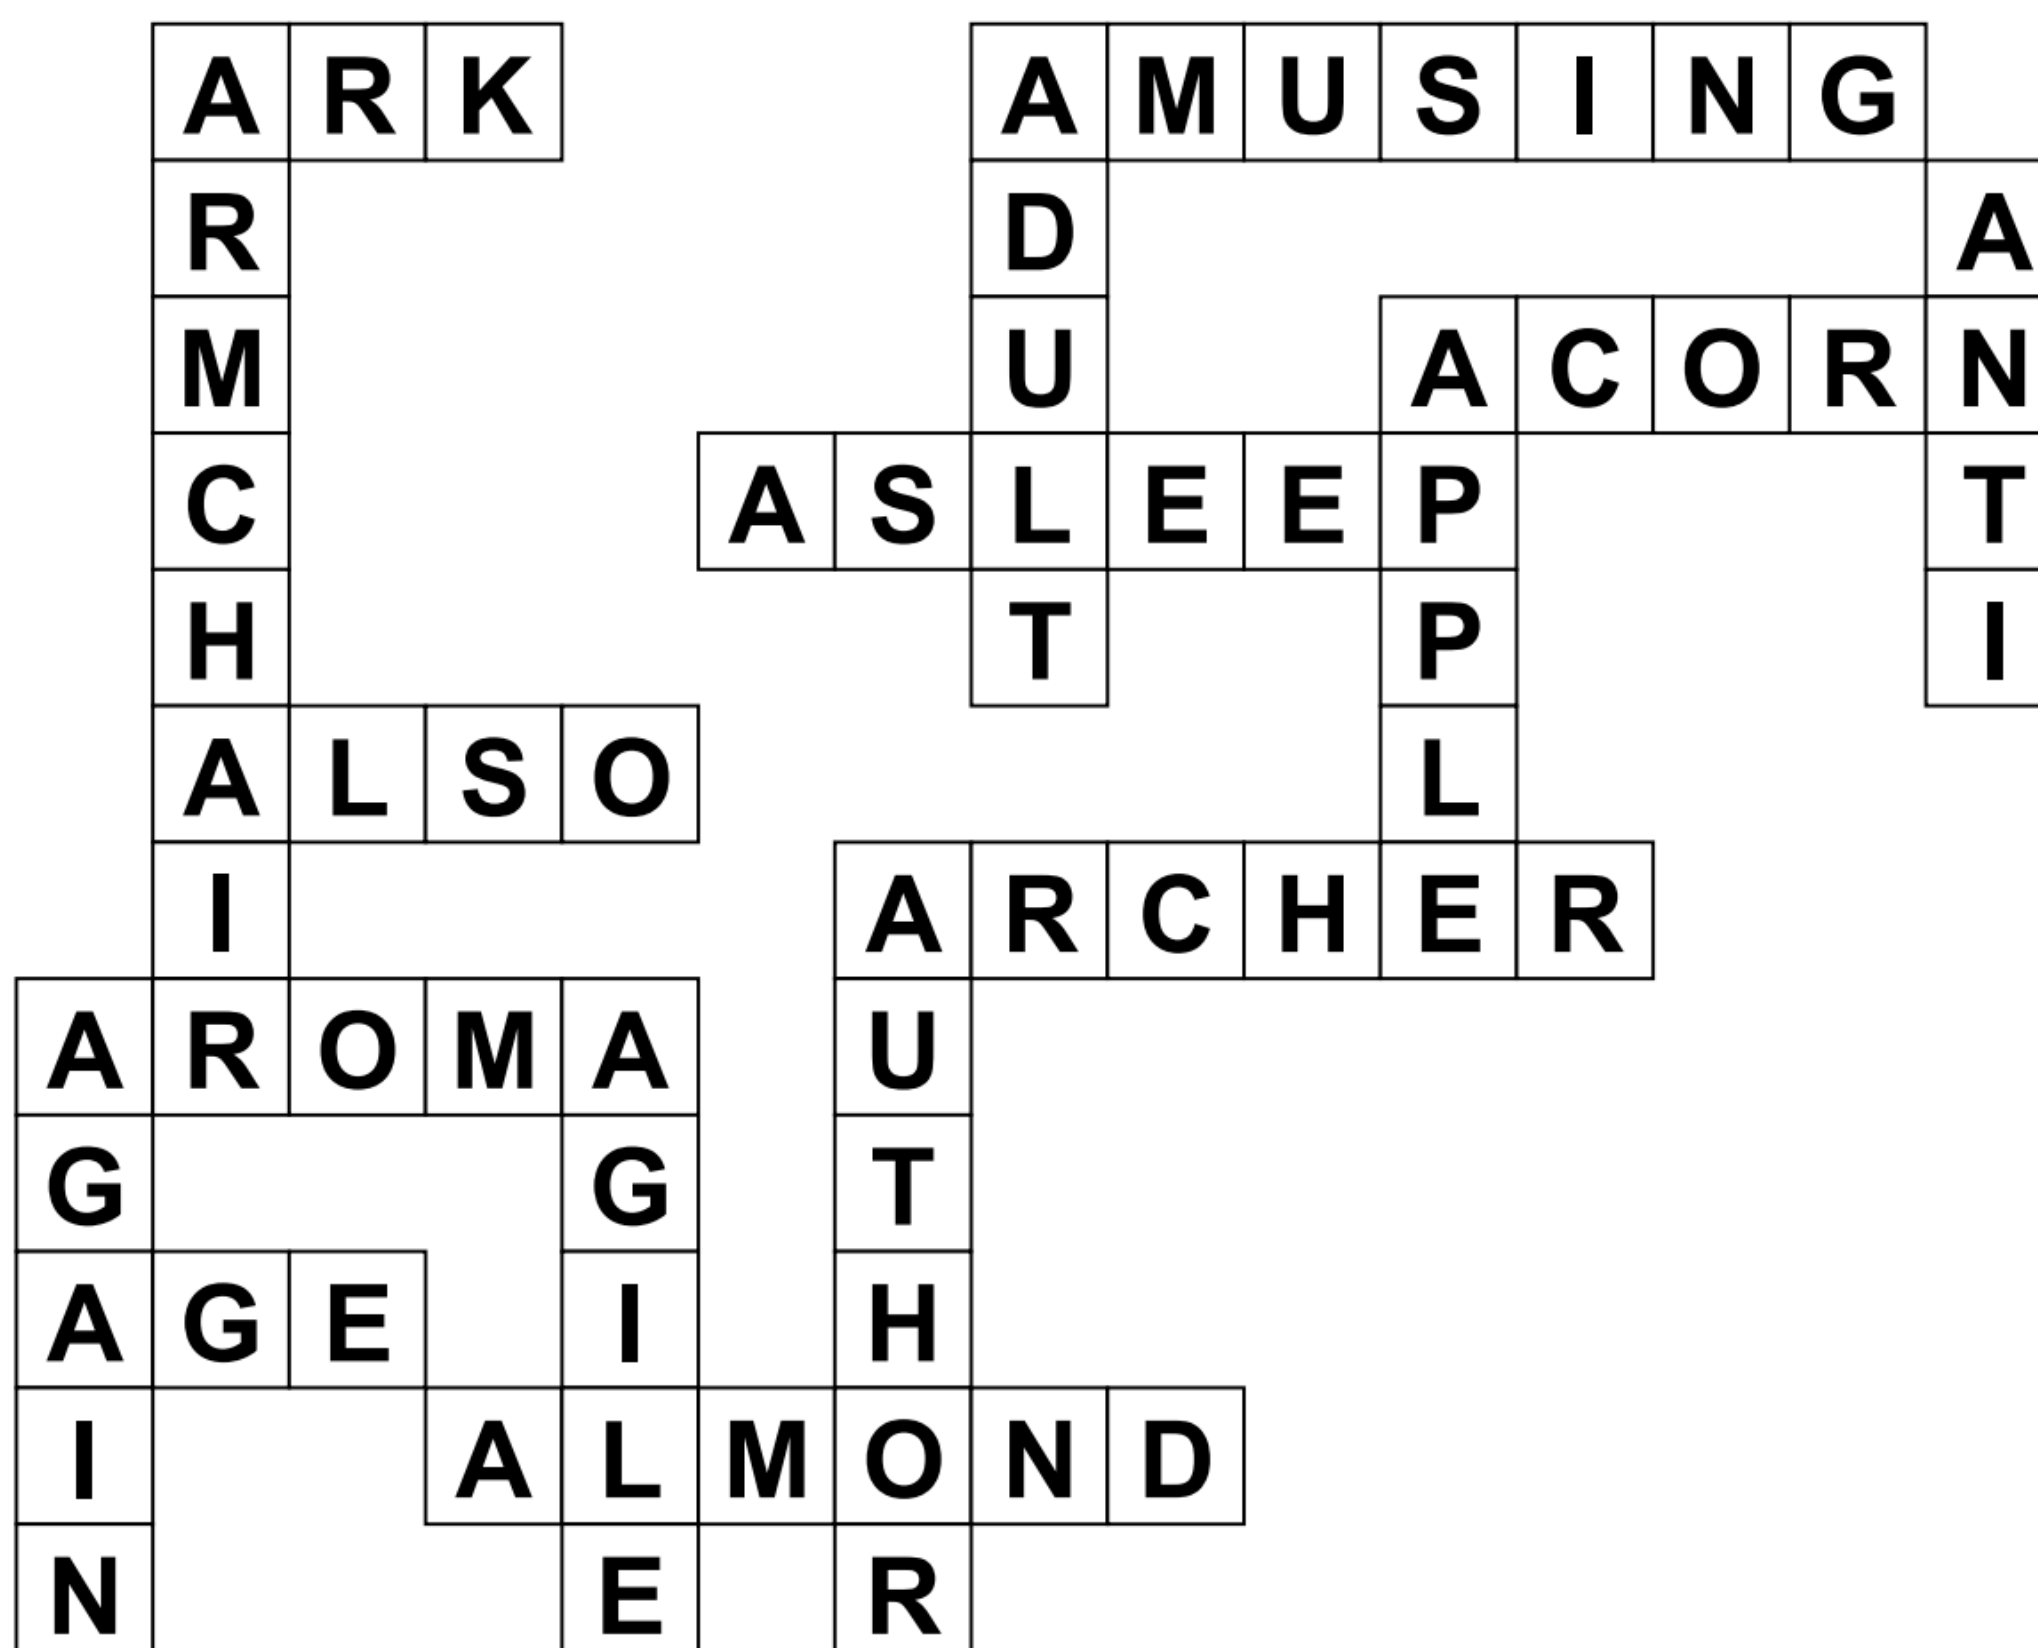 ARK AMUSING
R D A
M U ACORN
C ASLEEP T
H T P I
ALSO L
I ARCHER
AROMA U
G G T
AGE I H
I ALMOND
N E R